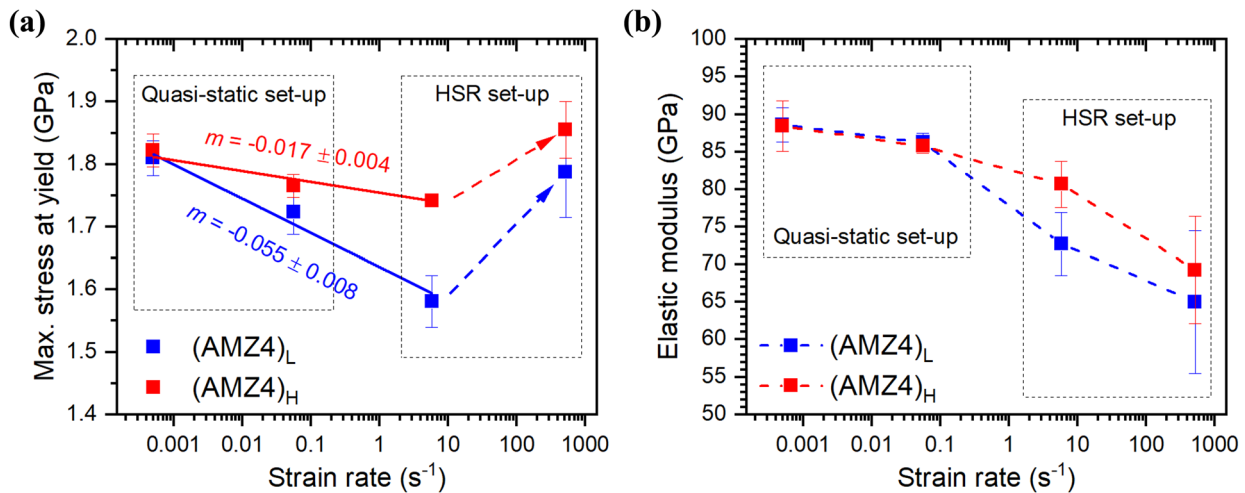 (a)
2.0
1.9
1.8
1.7
1.6
1.5
1.4
Max. stress at yield (GPa)
Quasi-static set-up
HSR set-up
m = -0.017 ± 0.004
m = -0.055 ± 0.008
(AMZ4)L
(AMZ4)H
0.001 0.01 0.1 1 10 100 1000
Strain rate (s-1)
(b)
100
95
90
85
80
75
70
65
60
55
50
Elastic modulus (GPa)
HSR set-up
Quasi-static set-up
(AMZ4)L
(AMZ4)H
0.001 0.01 0.1 1 10 100 1000
Strain rate (s-1)